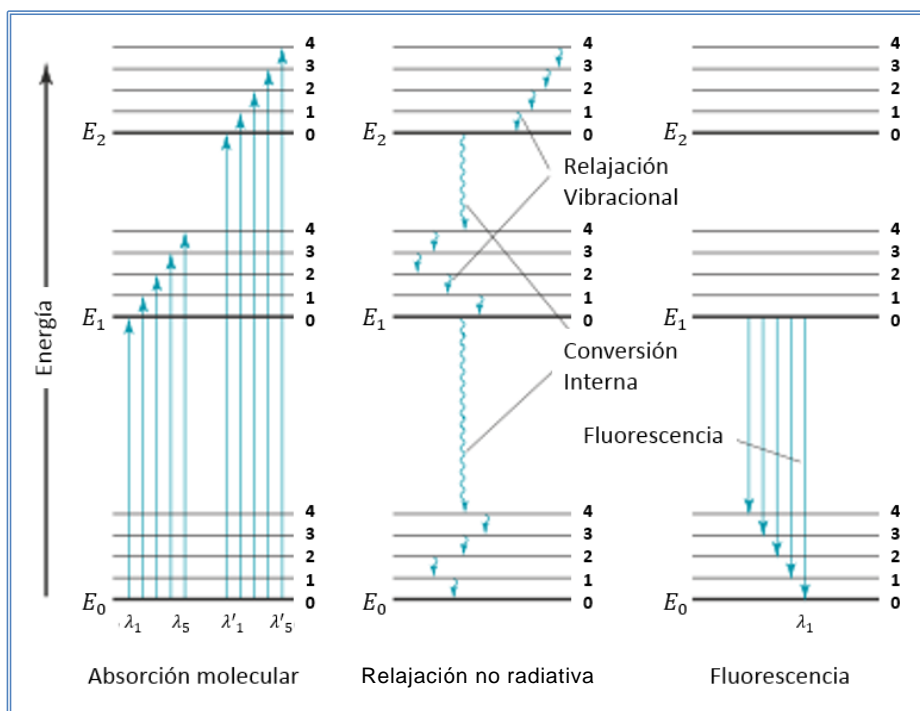 Energía
4
3
2
1
0
E₂
4
3
2
1
0
E₁
4
3
2
1
0
E₀
λ₁ λ₅ λ'₁ λ'₅
Absorción molecular
4
3
2
1
0
E₂
Relajación
Vibracional
4
3
2
1
0
E₁
Conversión
Interna
4
3
2
1
0
E₀
Relajación no radiativa
4
3
2
1
0
E₂
4
3
2
1
0
E₁
Fluorescencia
4
3
2
1
0
E₀
λ₁
Fluorescencia